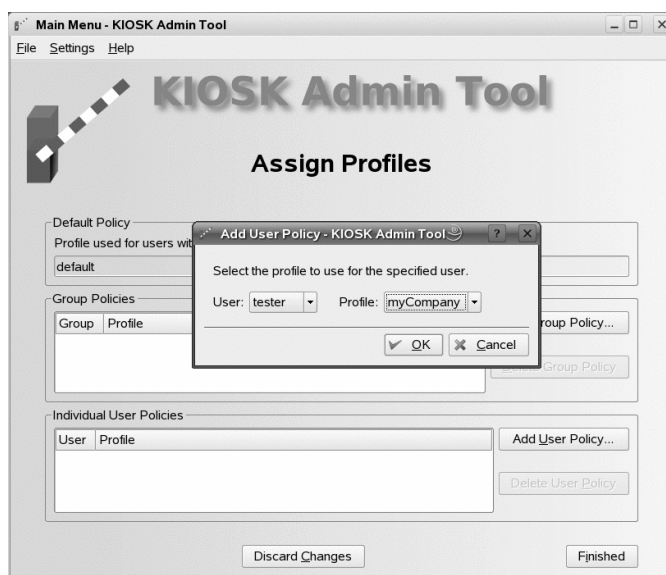 Main Menu - KIOSK Admin Tool
File Settings Help
KIOSK Admin Tool
Assign Profiles
Default Policy
Profile used for users wit
default
Add User Policy - KIOSK Admin Tool
Select the profile to use for the specified user.
User: tester Profile: myCompany
OK Cancel
Group Policies
Group Profile
roup Policy...
Delete Group Policy
Individual User Policies
User Profile
Add User Policy...
Delete User Policy
Discard Changes Finished